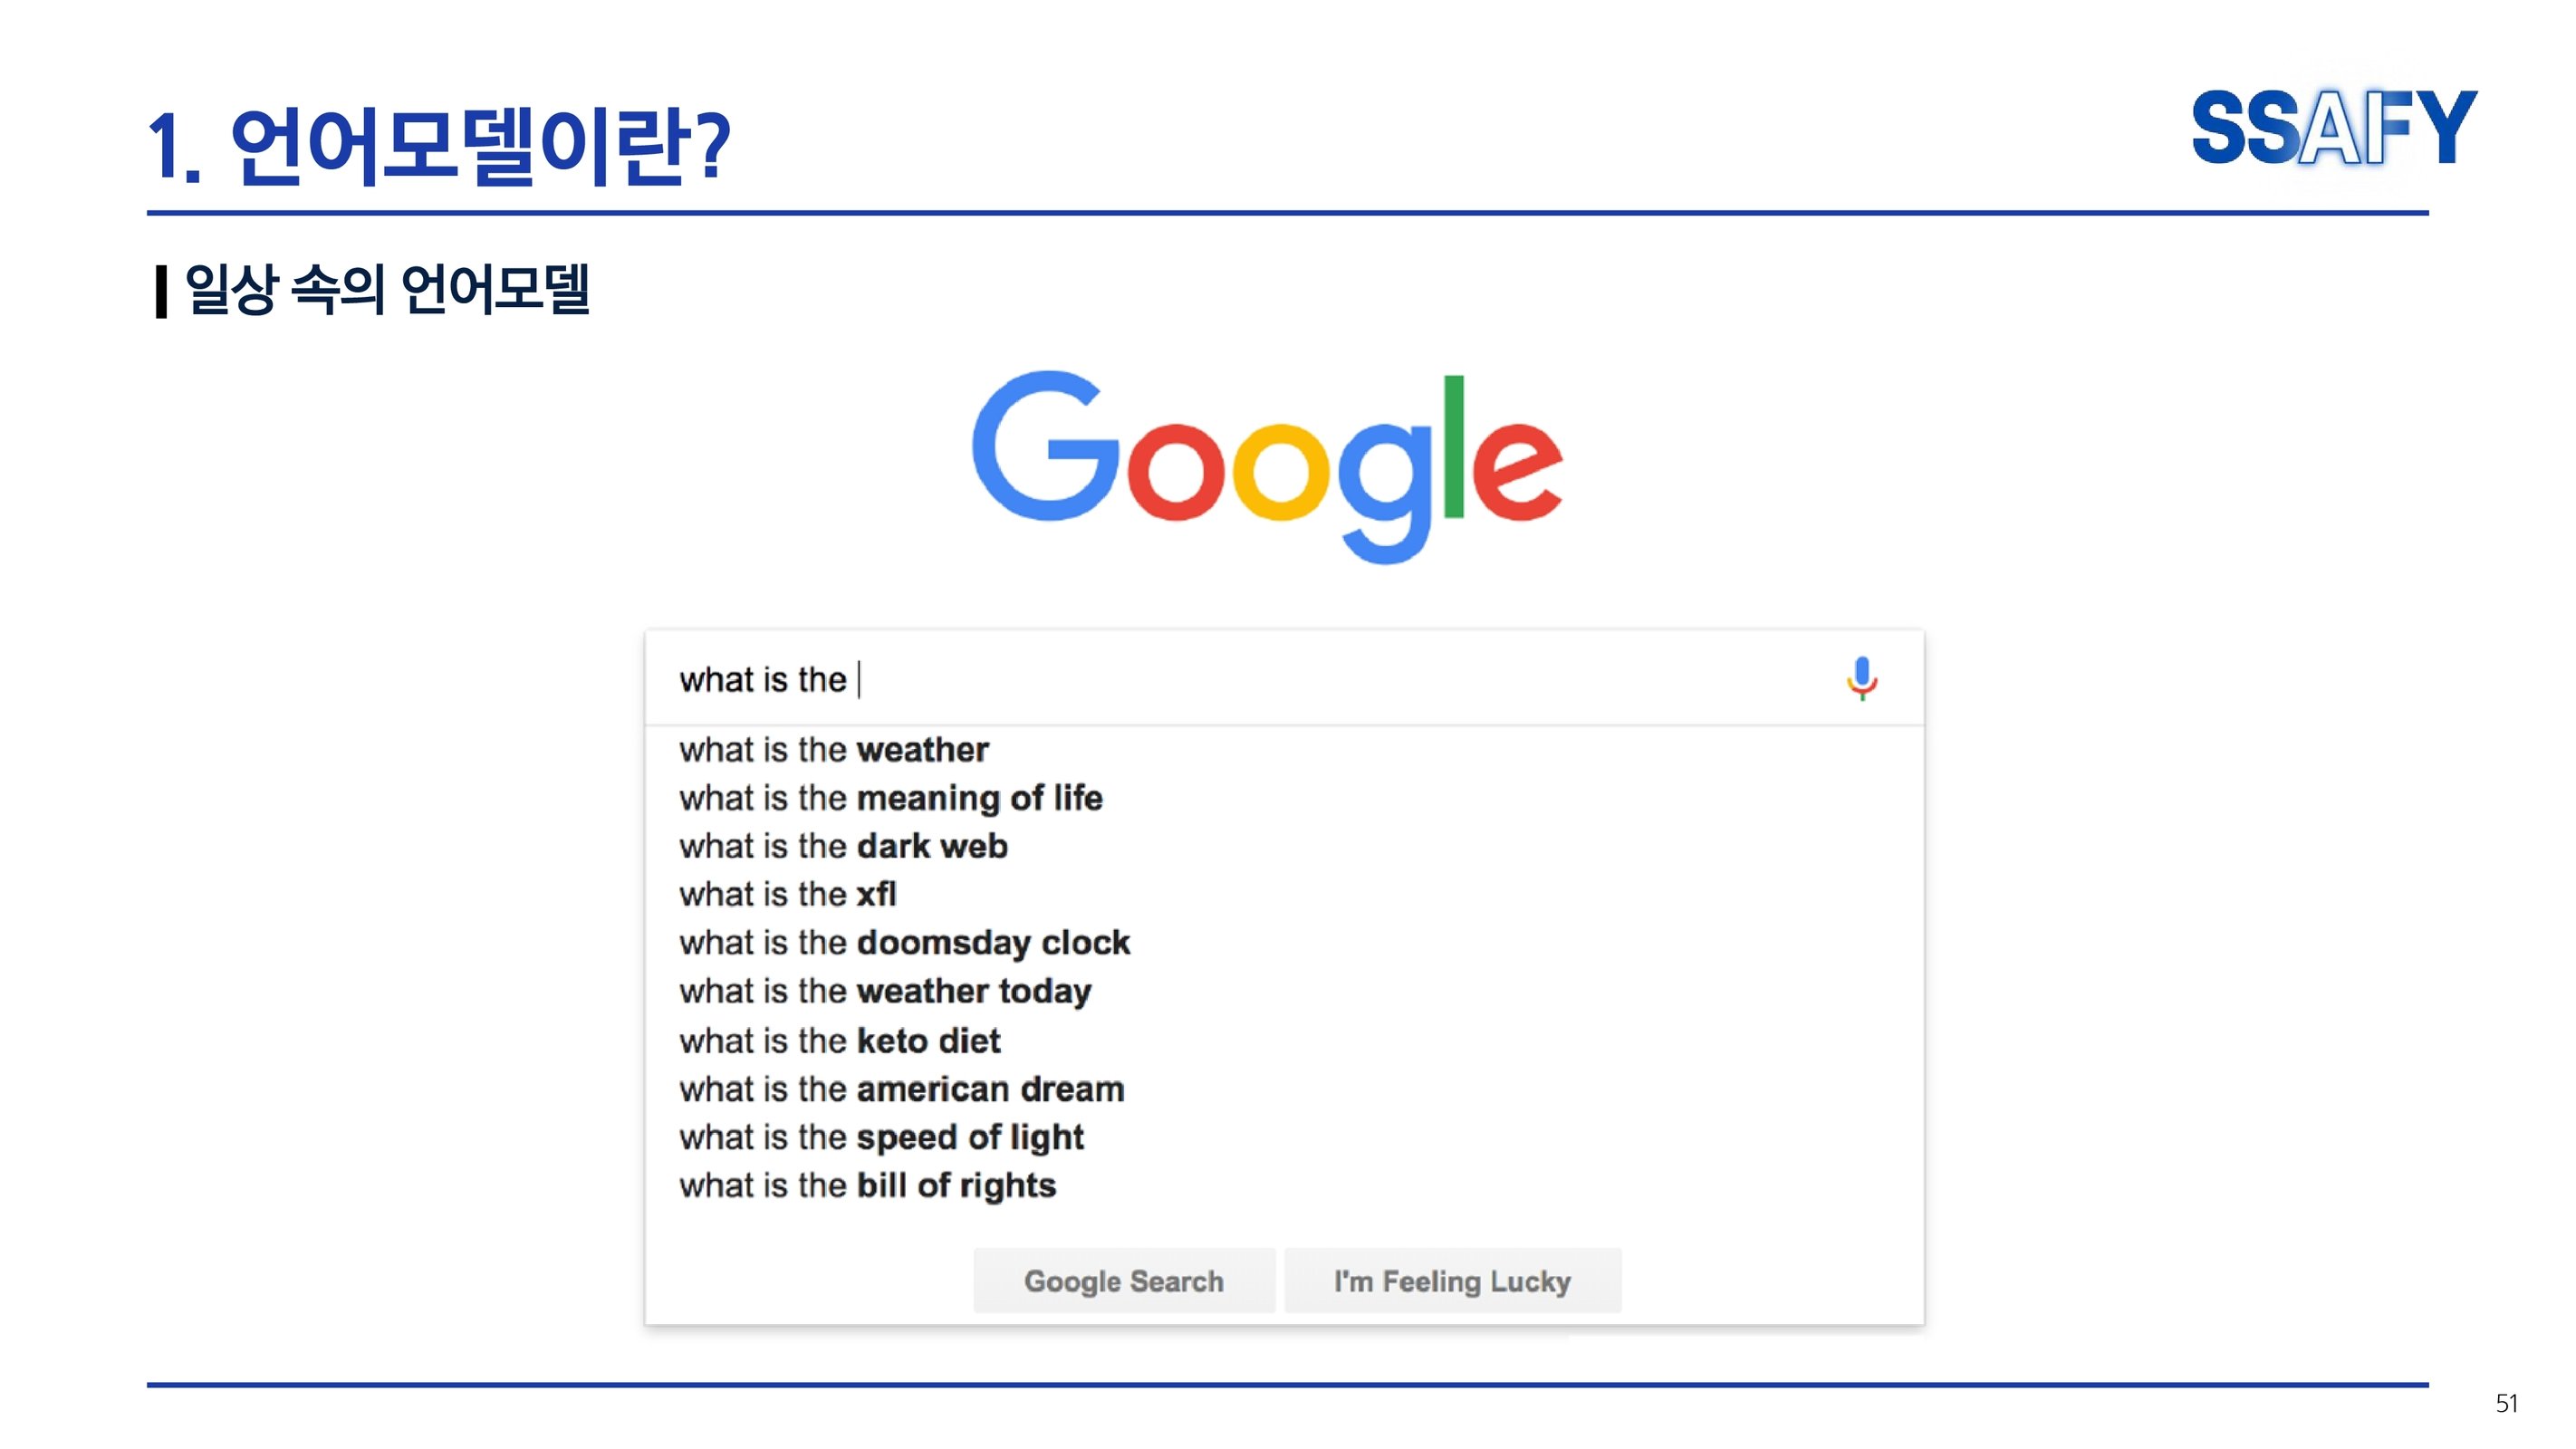 1. 언어모델이란?
SSAFY
일상 속의 언어모델
Google
what is the
what is the weather
what is the meaning of life
what is the dark web
what is the xfl
what is the doomsday clock
what is the weather today
what is the keto diet
what is the american dream
what is the speed of light
what is the bill of rights
Google Search
I'm Feeling Lucky
51